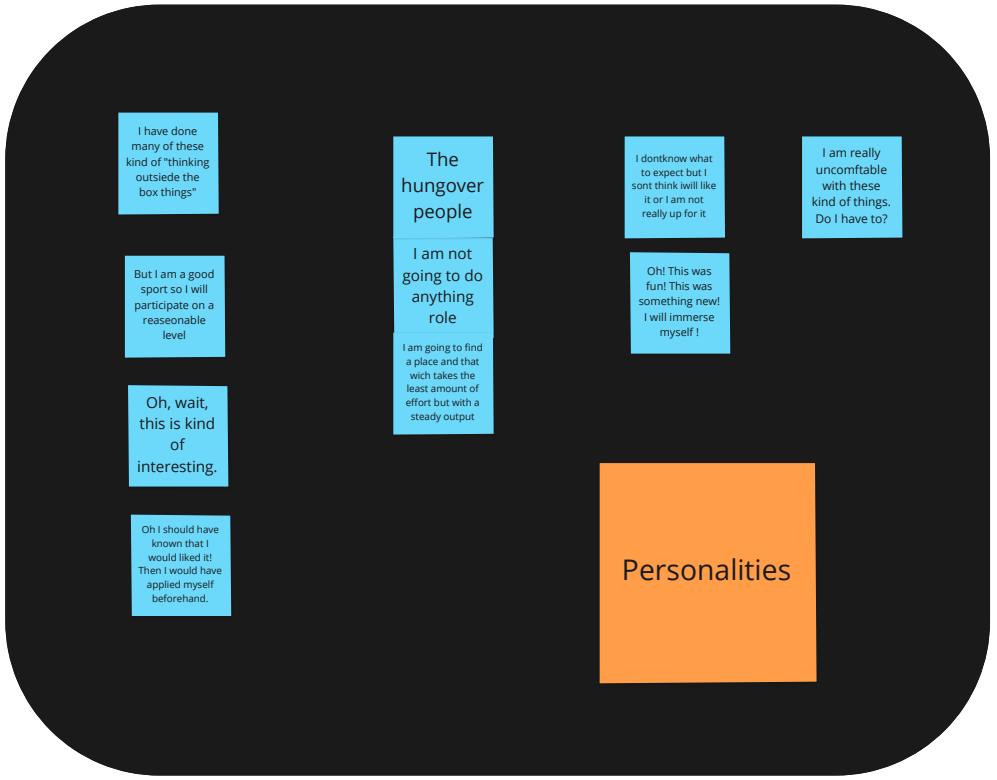 I have done
many of these
kind of "thinking
outsiede the
box things"
But I am a good
sport so I will
participate on a
reaseonable
level
Oh, wait,
this is kind
of
interesting.
Oh I should have
known that I
would liked it!
Then I would have
applied myself
beforehand.
The
hungover
people
I am not
going to do
anything
role
I am going to find
a place and that
wich takes the
least amount of
effort but with a
steady output
I dontknow what
to expect but I
sont think iwill like
it or I am not
really up for it
Oh! This was
fun! This was
something new!
I will immerse
myself !
I am really
uncomftable
with these
kind of things.
Do I have to?
Personalities